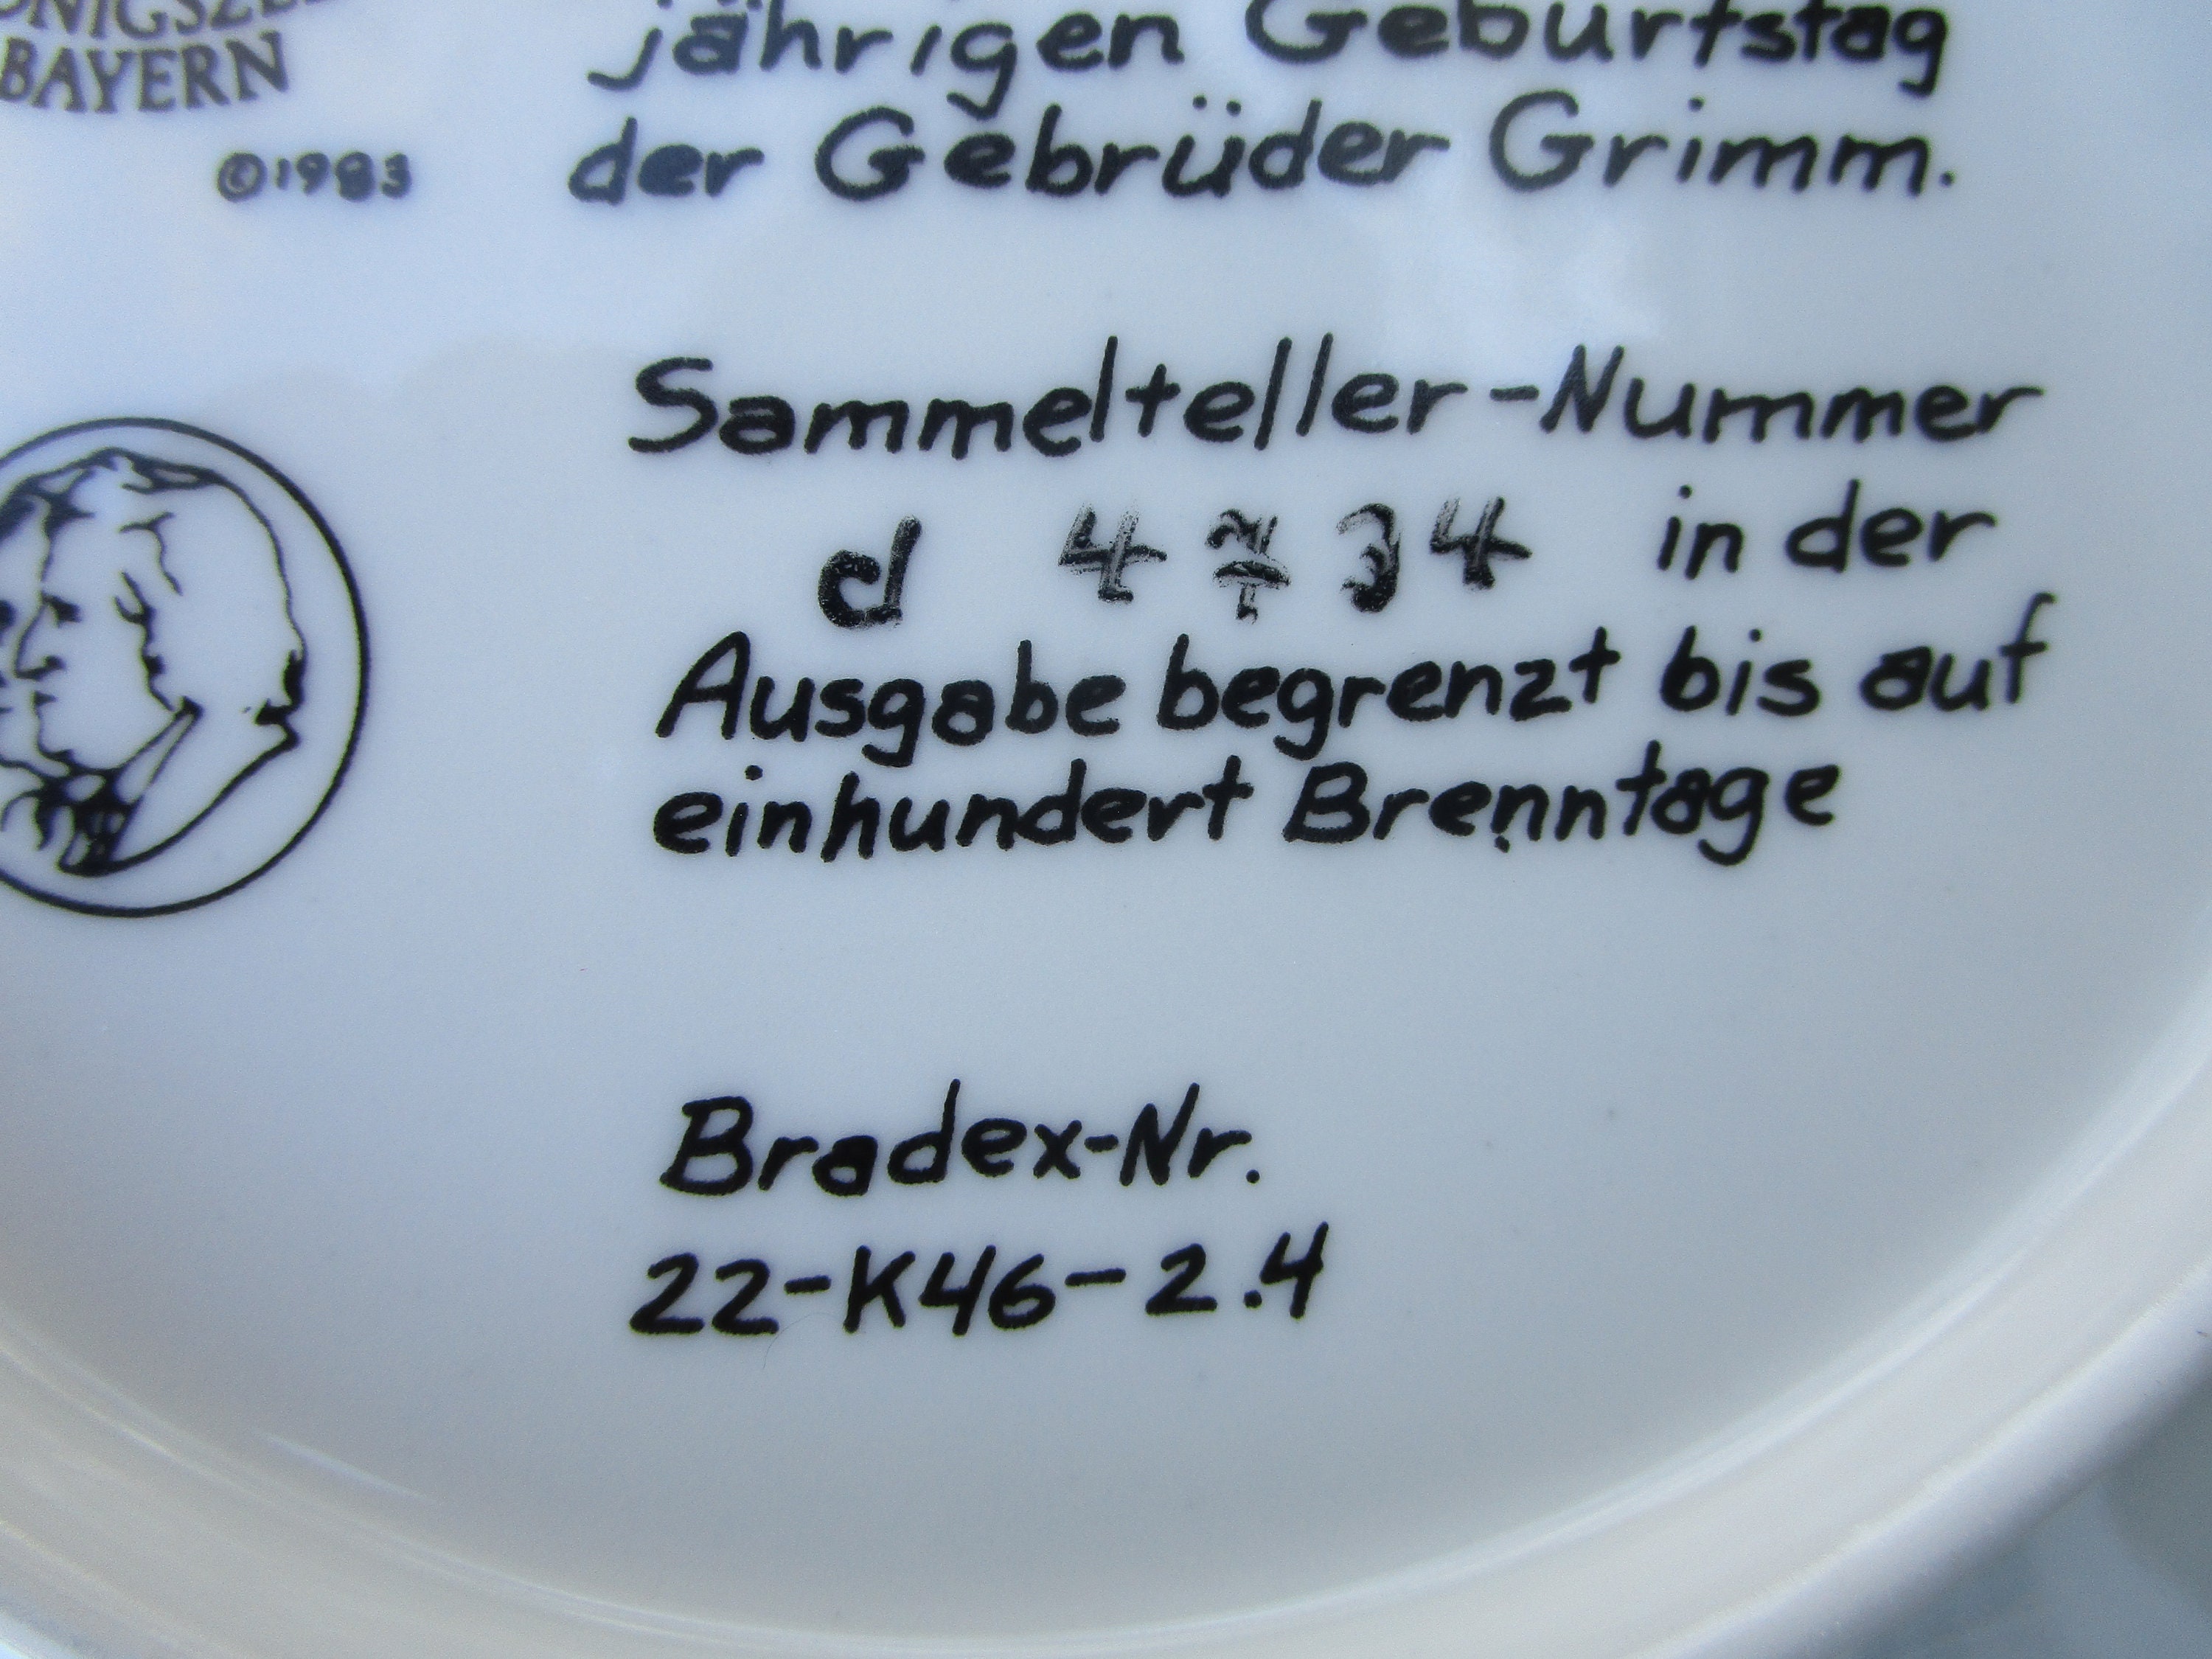 BAYERN
©1983
jährigen Geburtstag
der Gebrüder Grimm.
Sammelteller-Nummer
d 4734 in der
Ausgabe begrenzt bis auf
einhundert Brenntage
Bradex-Nr.
22-K46-2.4